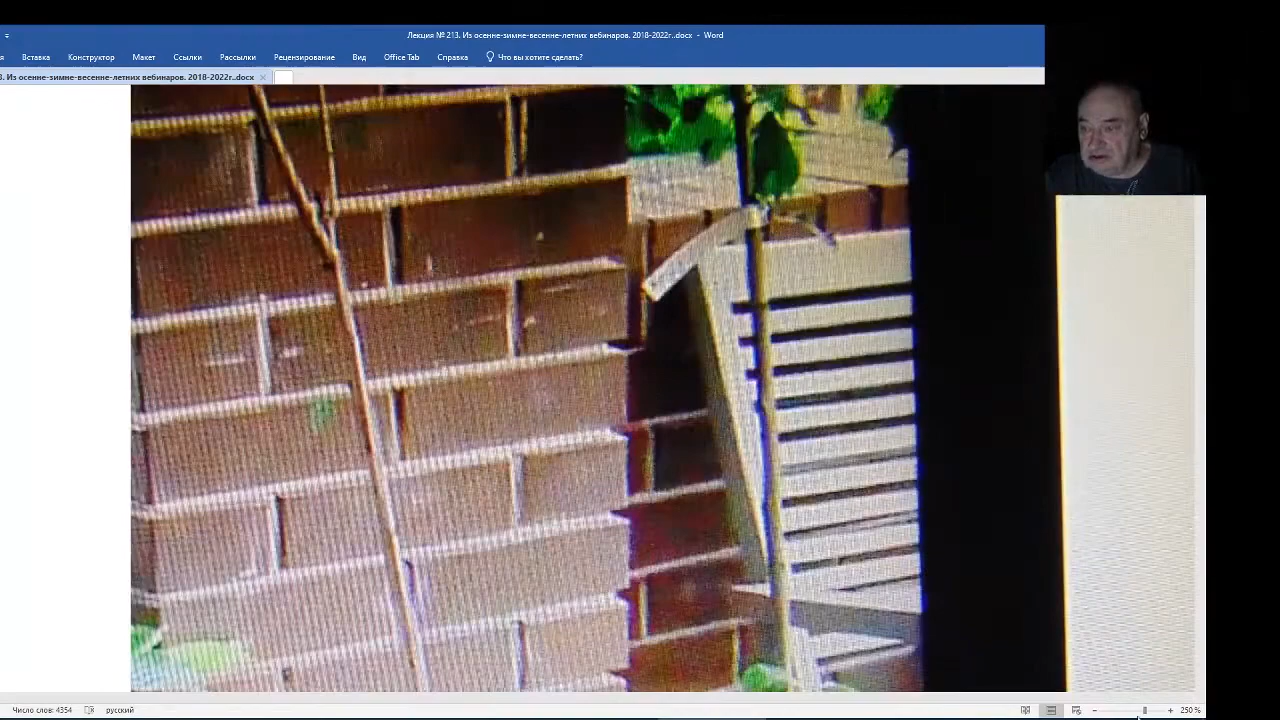 Лекция № 213. Из осенне-зимне-весенне-летних вебинаров. 2018-2022г..docx - Word
Вставка Конструктор Макет Ссылки Рассылки Рецензирование Вид Office Tab Справка Что вы хотите сделать?
3. Из осенне-зимне-весенне-летних вебинаров. 2018-2022г..docx
Число слов: 4354 русский 250 %